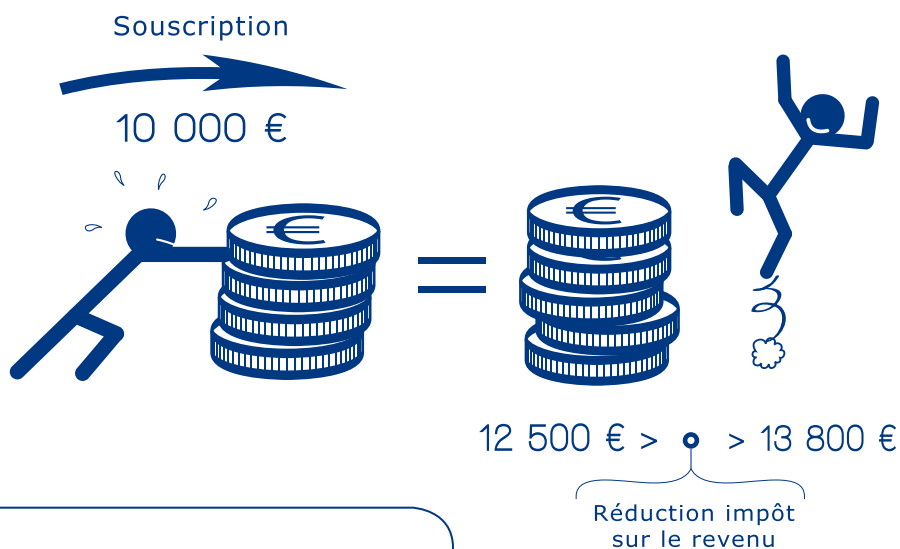 Souscription
10 000 €
€
€
12 500 € > > 13 800 €
Réduction impôt
sur le revenu